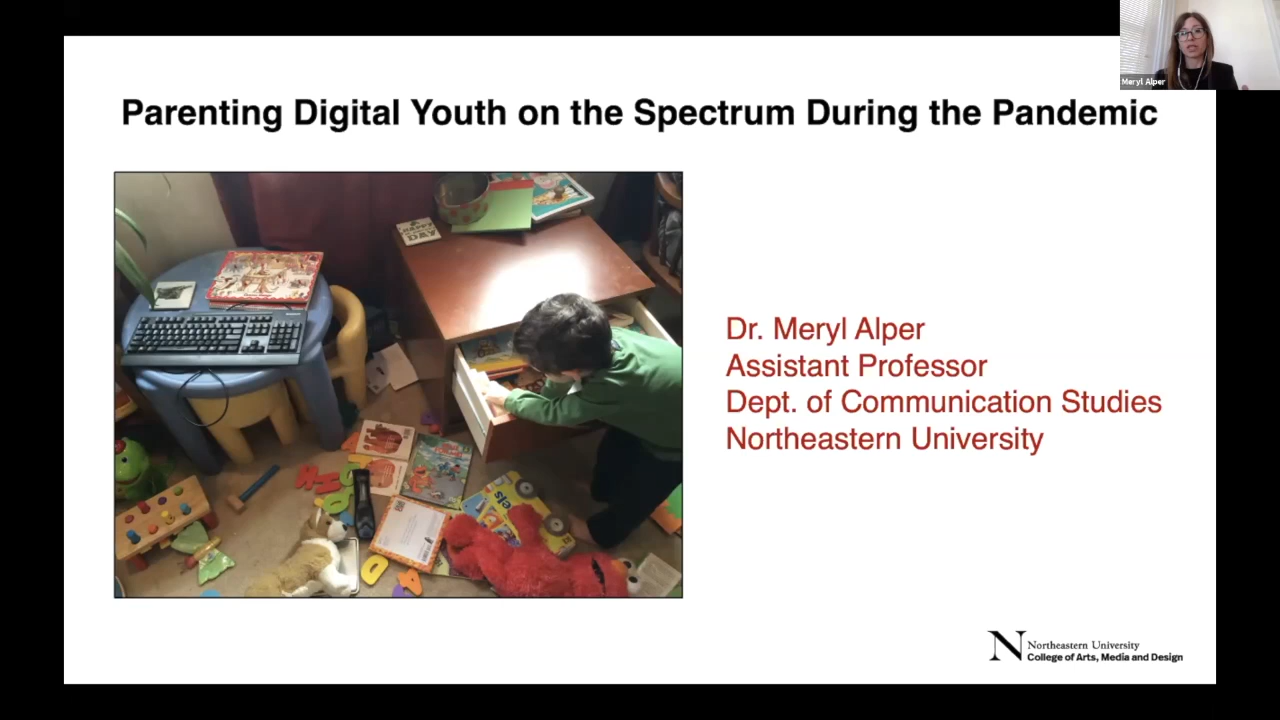 Meryl Alper
Parenting Digital Youth on the Spectrum During the Pandemic
Dr. Meryl Alper
Assistant Professor
Dept. of Communication Studies
Northeastern University
N
Northeastern University
College of Arts, Media and Design